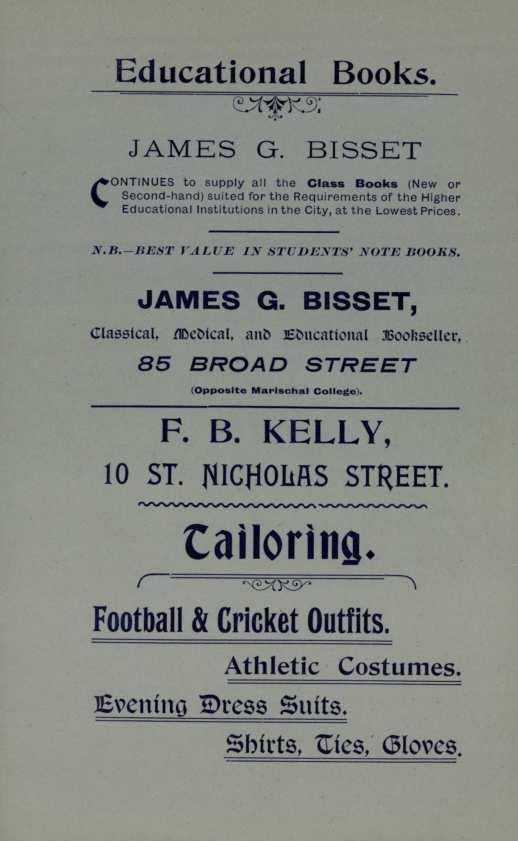 Educational Books.
JAMES G. BISSET
CONTINUES to supply all the Class Books (New or
Second-hand) suited for the Requirements of the Higher
Educational Institutions in the City, at the Lowest Prices.
N.B.—BEST VALUE IN STUDENTS' NOTE BOOKS.
JAMES G. BISSET,
Classical, Medical, and Educational Bookseller,
85 BROAD STREET
(Opposite Marischal College).
F. B. KELLY,
10 ST. NICHOLAS STREET.
Tailoring.
Football & Cricket Outfits.
Athletic Costumes.
Evening Dress Suits.
Shirts, Ties, Gloves.